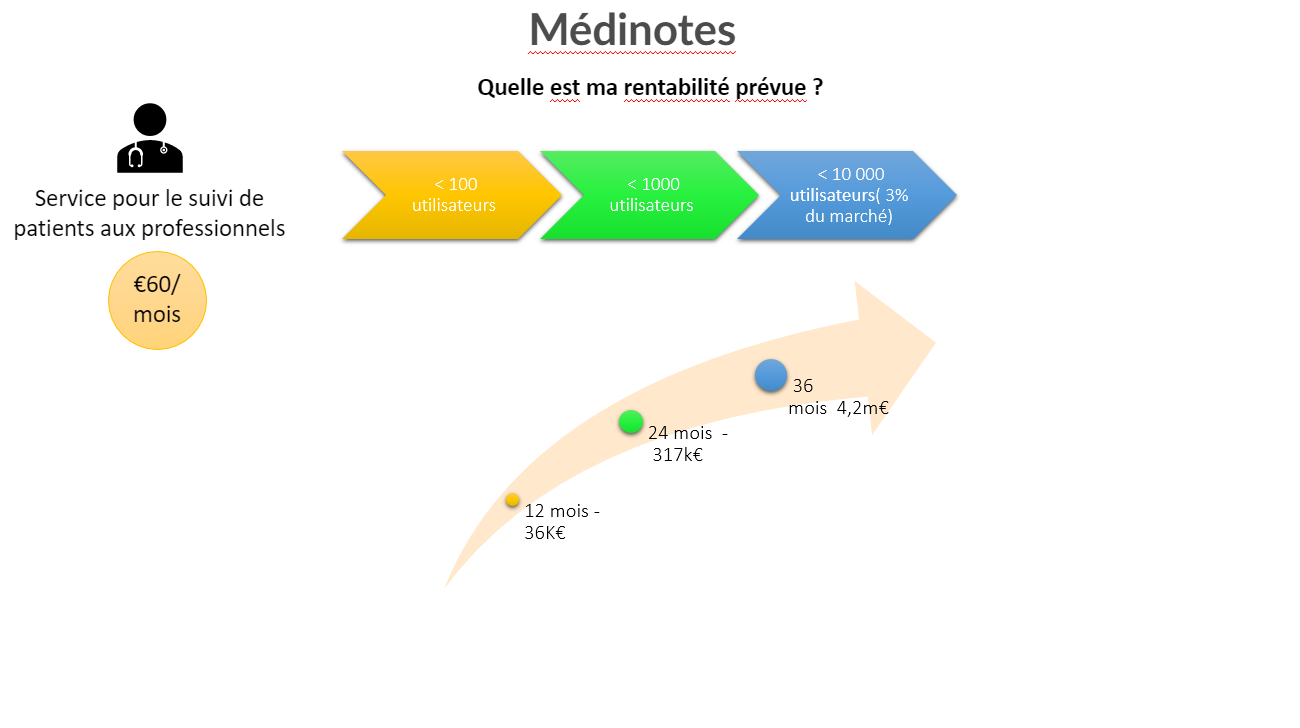 Médinotes
Quelle est ma rentabilité prévue ?
Service pour le suivi de
patients aux professionnels
€60/
mois
< 100
utilisateurs
< 1000
utilisateurs
< 10 000
utilisateurs( 3%
du marché)
36
mois 4,2m€
24 mois -
317k€
12 mois -
36K€